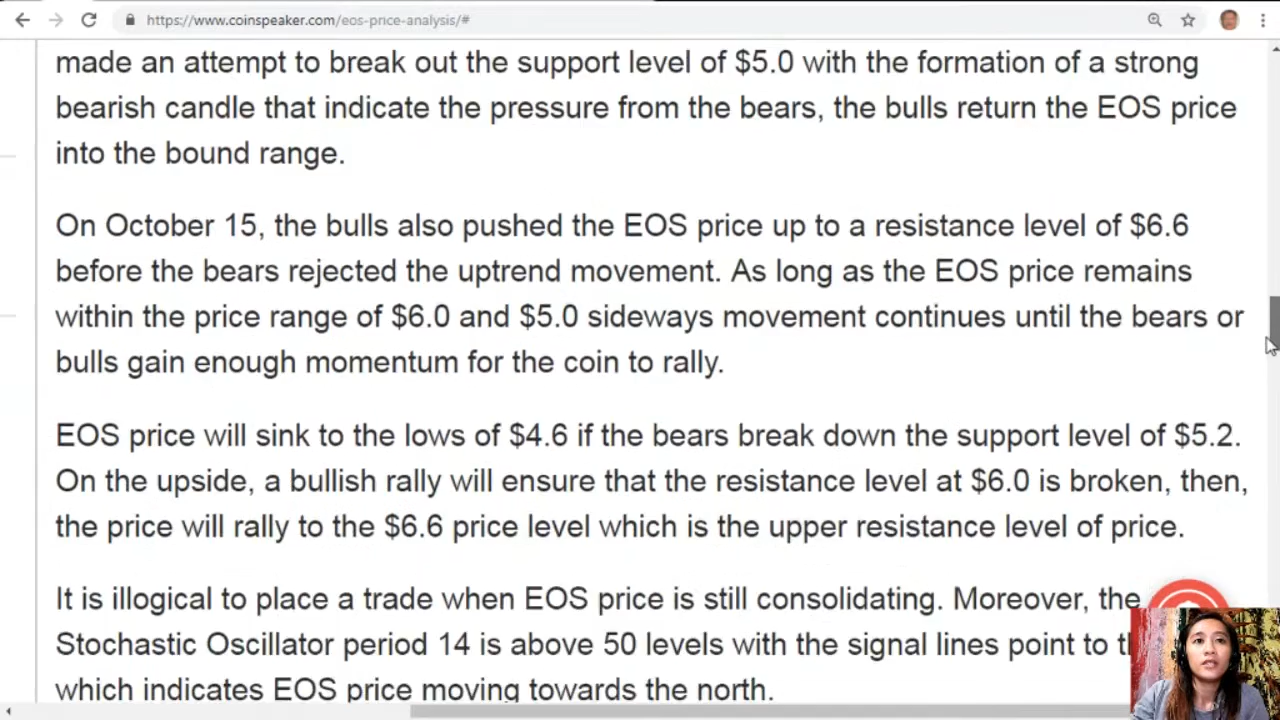 https://www.coinspeaker.com/eos-price-analysis/#
made an attempt to break out the support level of $5.0 with the formation of a strong
bearish candle that indicate the pressure from the bears, the bulls return the EOS price
into the bound range.
On October 15, the bulls also pushed the EOS price up to a resistance level of $6.6
before the bears rejected the uptrend movement. As long as the EOS price remains
within the price range of $6.0 and $5.0 sideways movement continues until the bears or
bulls gain enough momentum for the coin to rally.
EOS price will sink to the lows of $4.6 if the bears break down the support level of $5.2.
On the upside, a bullish rally will ensure that the resistance level at $6.0 is broken, then,
the price will rally to the $6.6 price level which is the upper resistance level of price.
It is illogical to place a trade when EOS price is still consolidating. Moreover, the
Stochastic Oscillator period 14 is above 50 levels with the signal lines point to
which indicates EOS price moving towards the north.